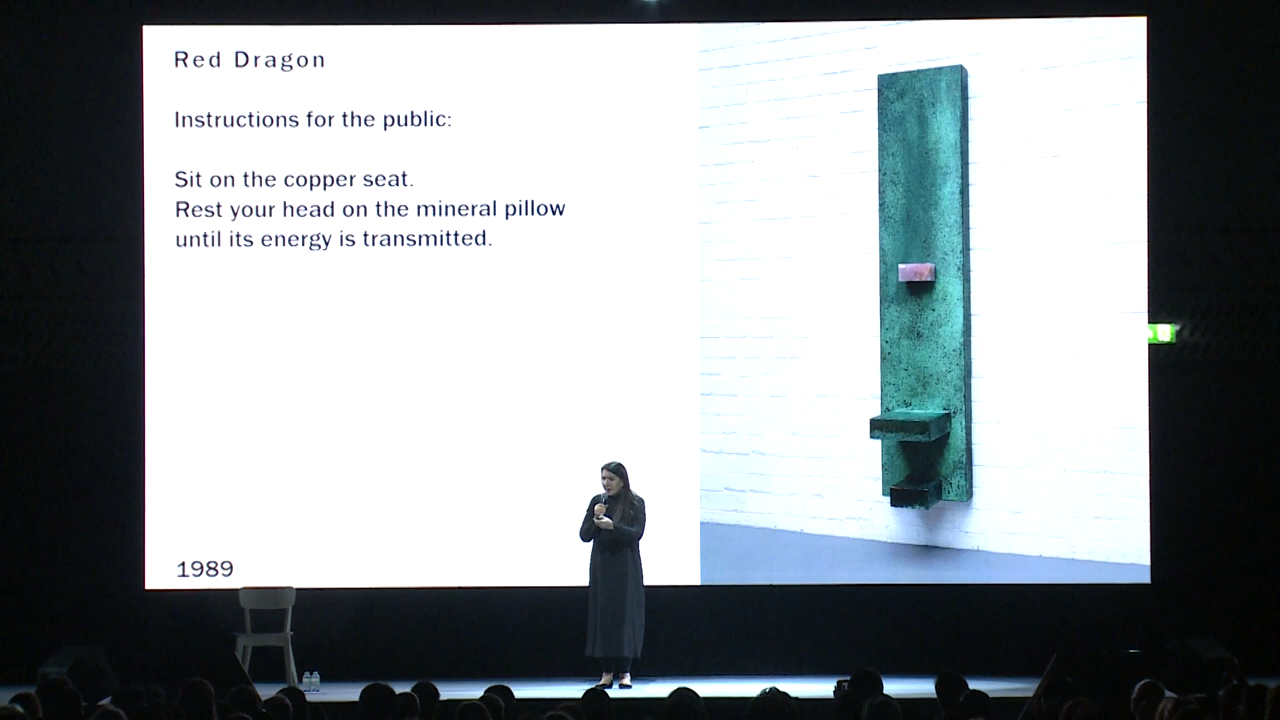 Red Dragon
Instructions for the public:
Sit on the copper seat.
Rest your head on the mineral pillow
until its energy is transmitted.
1989